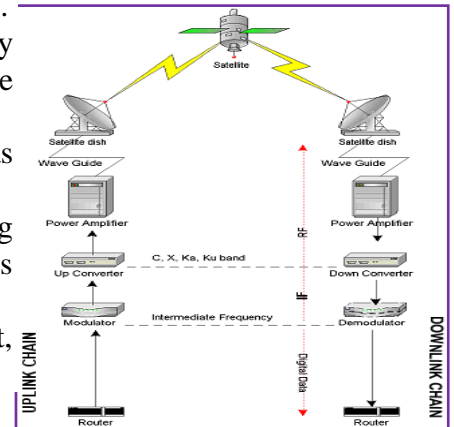 .
y
Satellite
e
Satellite dish Satellite dish
as
Wave Guide Wave Guide
g
Power Amplifier Power Amplifier
RF
s
C, X, Ka, Ku band
Up Converter Down Converter
IF
Intermediate Frequency
Modulator Demodulator
t,
UPLINK CHAIN
DOWNLINK CHAIN
Digital Data
Router Router